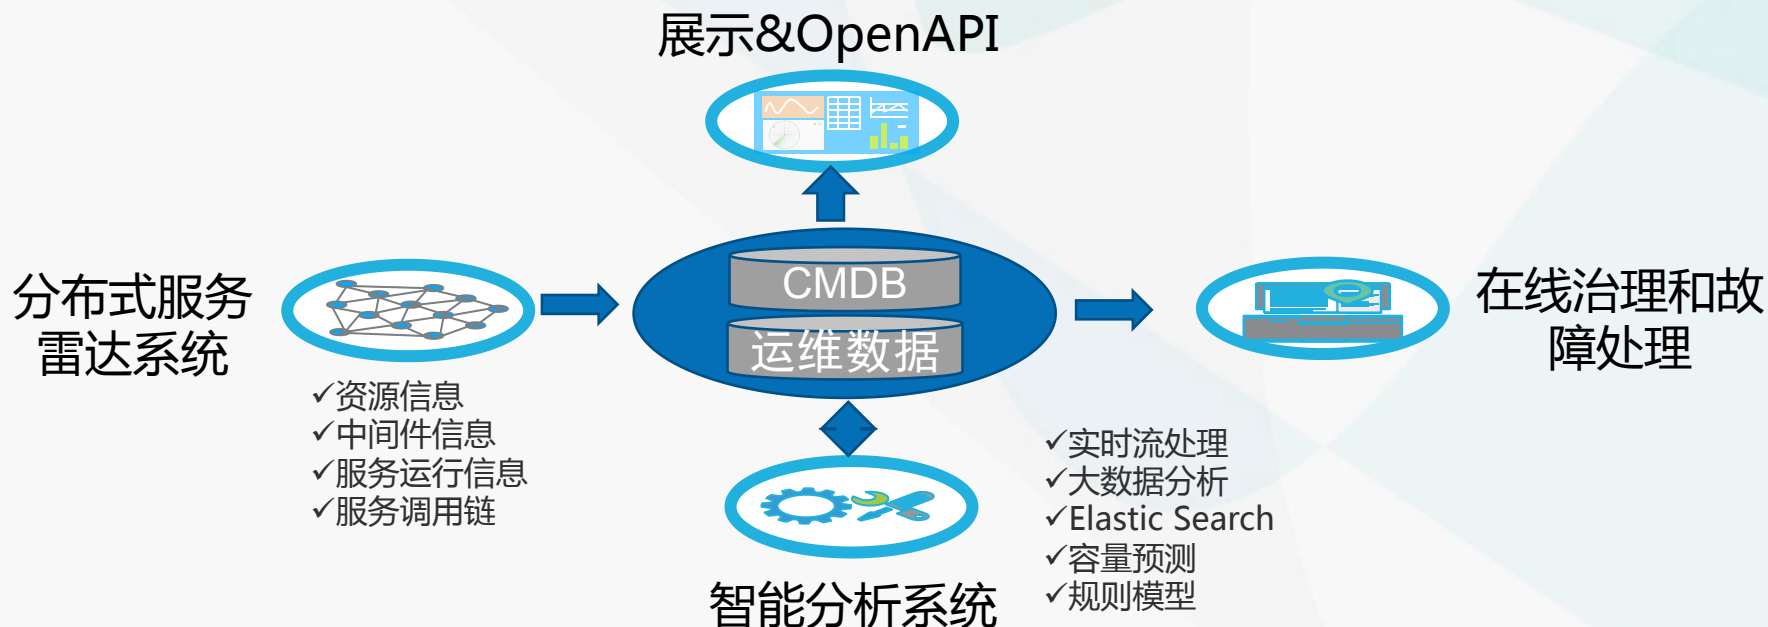 展示&OpenAPI
分布式服务
雷达系统
✓资源信息
✓中间件信息
✓服务运行信息
✓服务调用链
CMDB
运维数据
在线治理和故
障处理
✓实时流处理
✓大数据分析
✓Elastic Search
✓容量预测
✓规则模型
智能分析系统